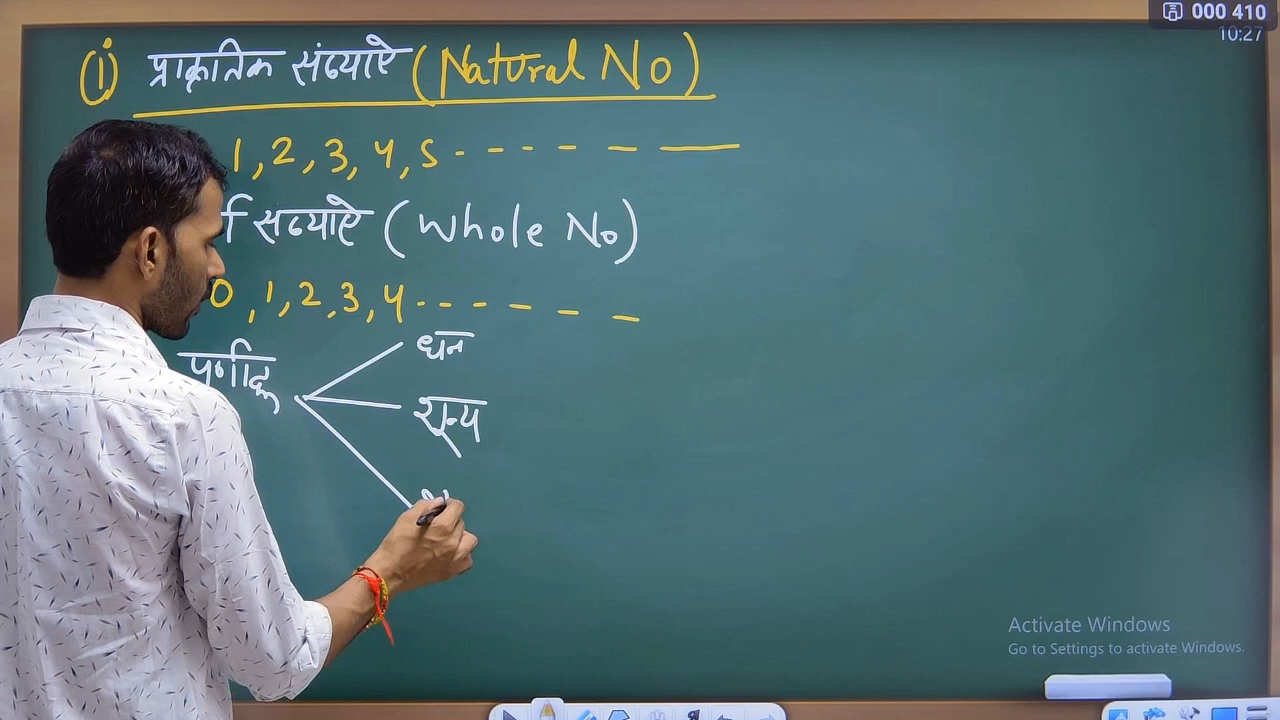 000 410
10:27
(i) प्राकृतिक संख्याऐ (Natural No)
1, 2, 3, 4, 5 - - - - - -
संख्याऐ (Whole No)
0, 1, 2, 3, 4 - - - - - -
पूर्णांक
धन
शून्य
Activate Windows
Go to Settings to activate Windows.